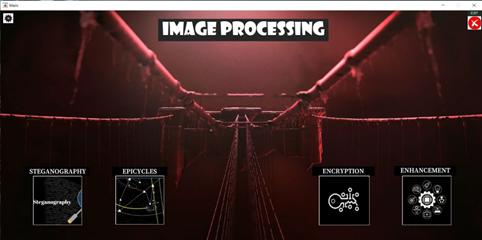 Main
IMAGE PROCESSING
STEGANOGRAPHY
EPICYCLES
ENCRYPTION
ENHANCEMENT
Steganography